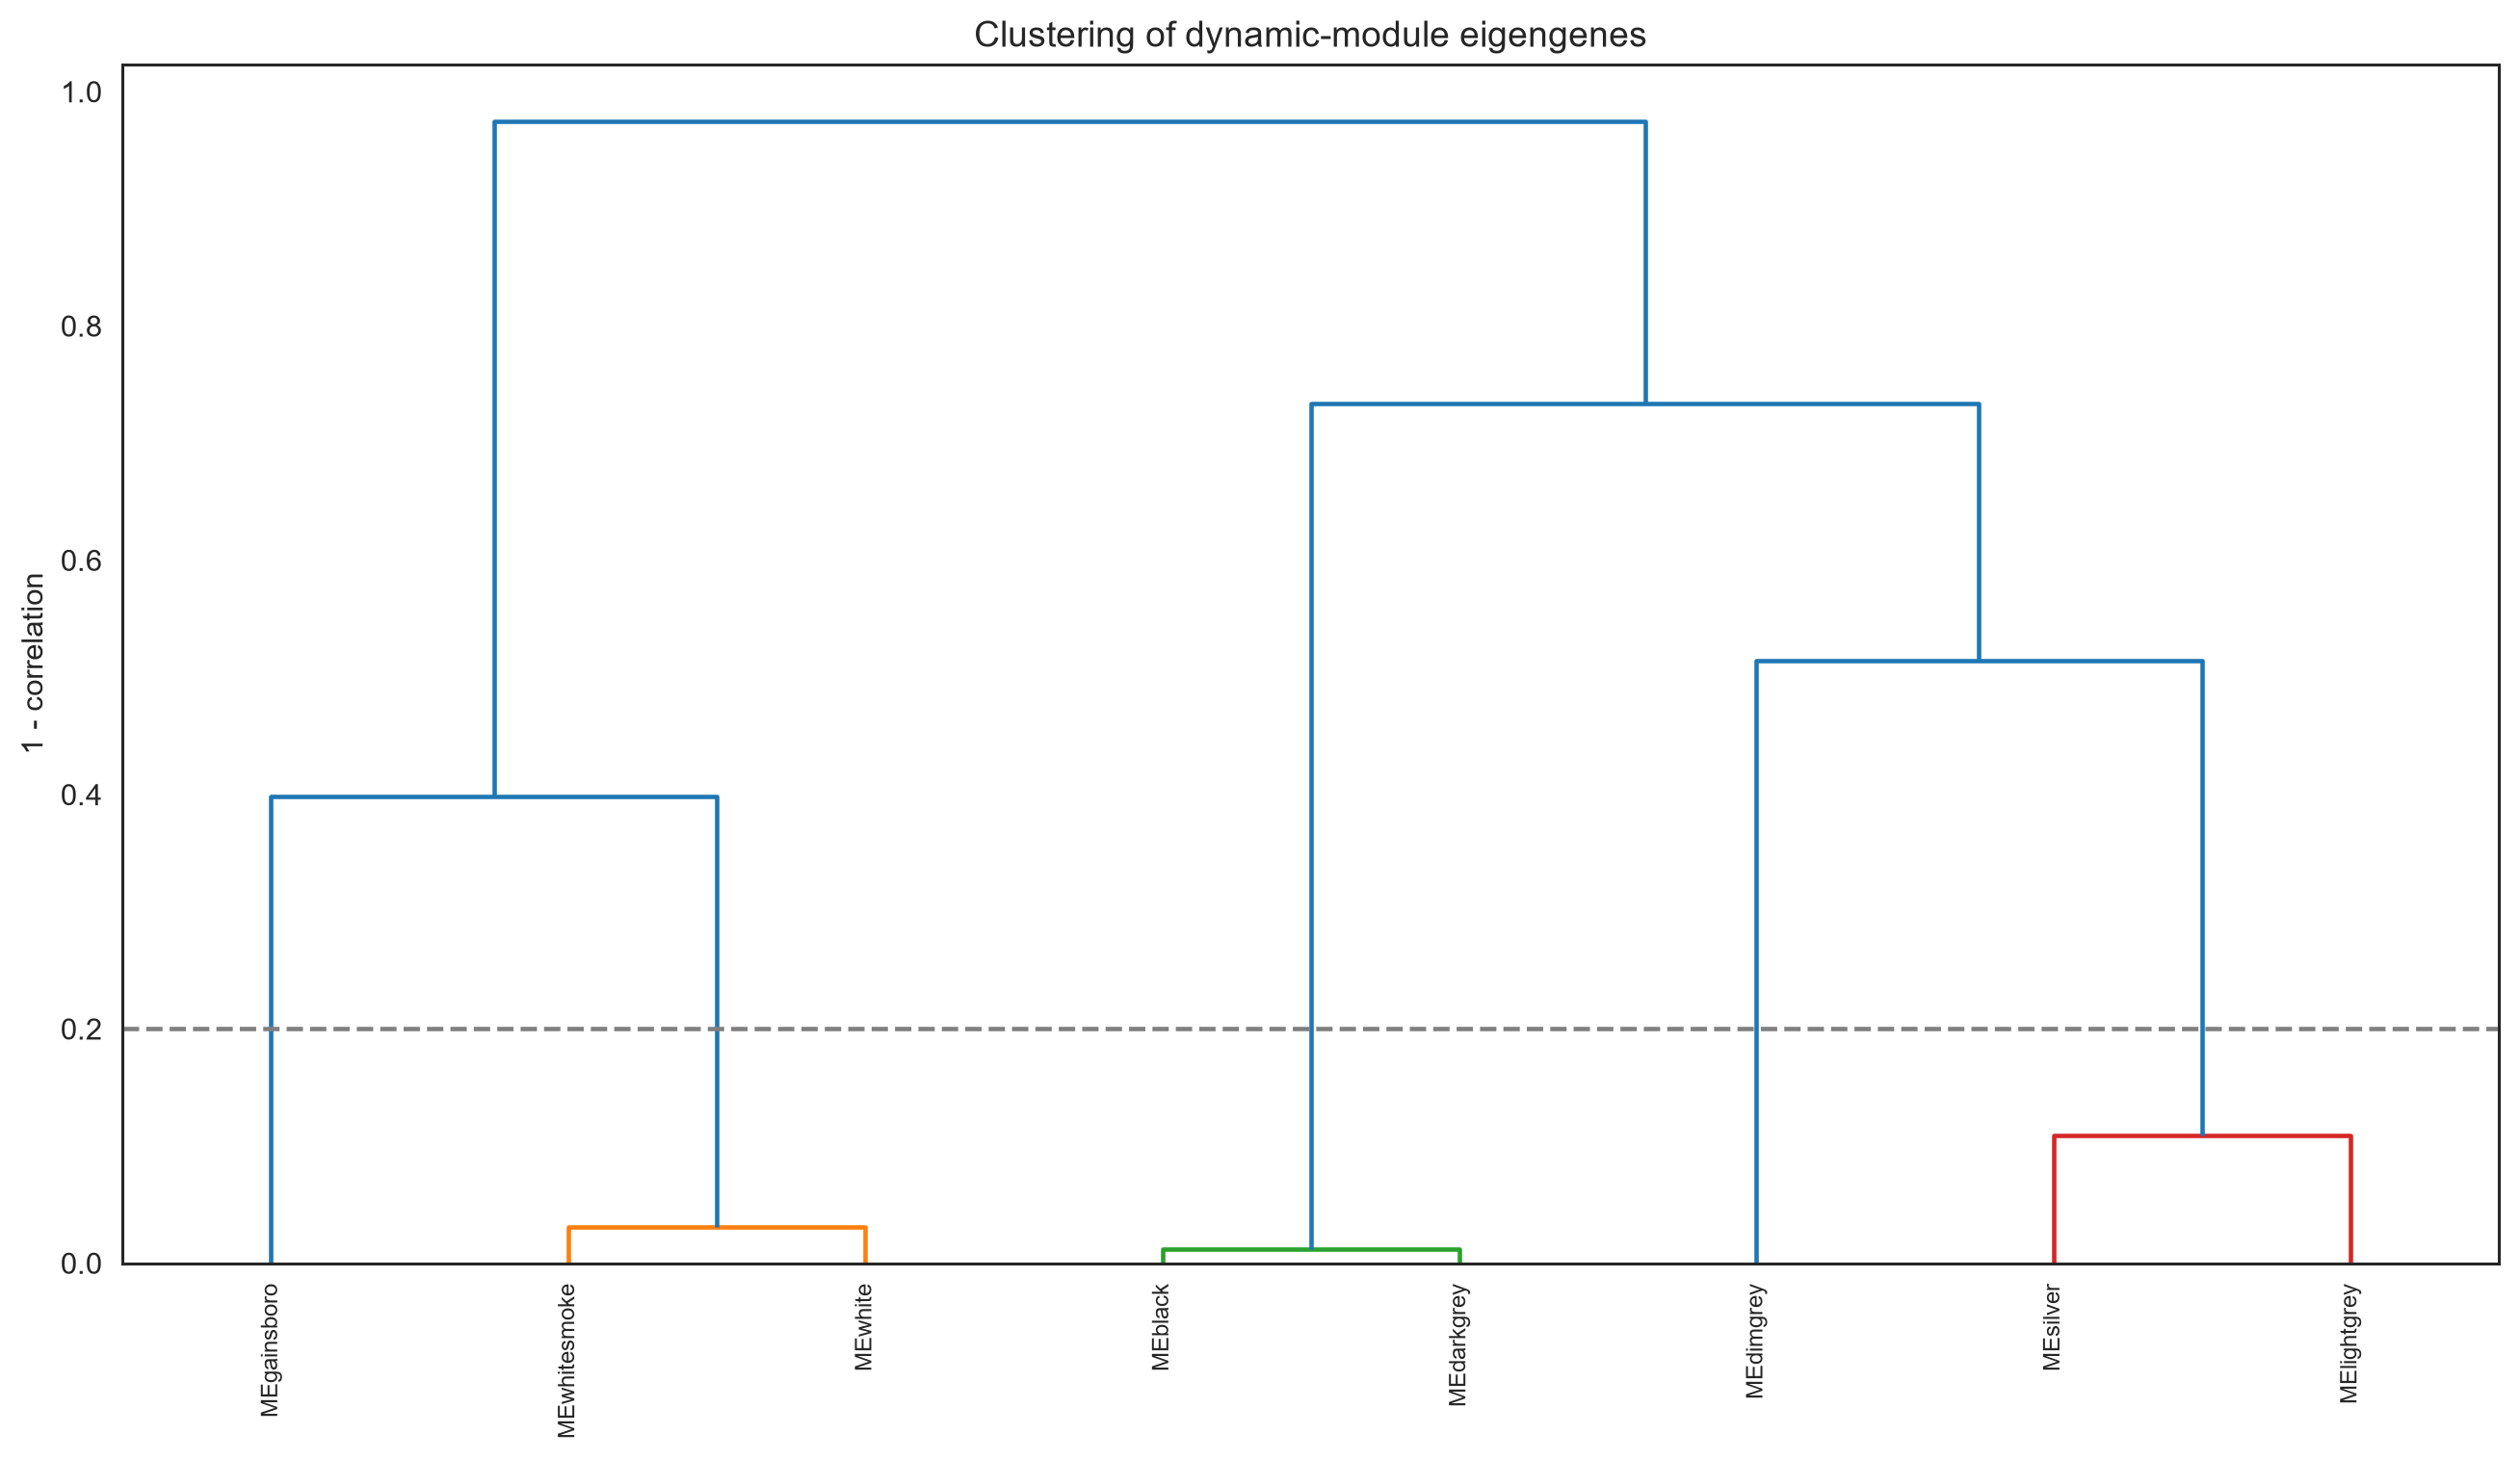 Clustering of dynamic-module eigengenes
1.0
0.8
0.6
0.4
0.2
0.0
1 - correlation
MEgainsboro
MEwhitesmoke
MEwhite
MEblack
MEdarkgrey
MEdimgrey
MEsilver
MElightgrey